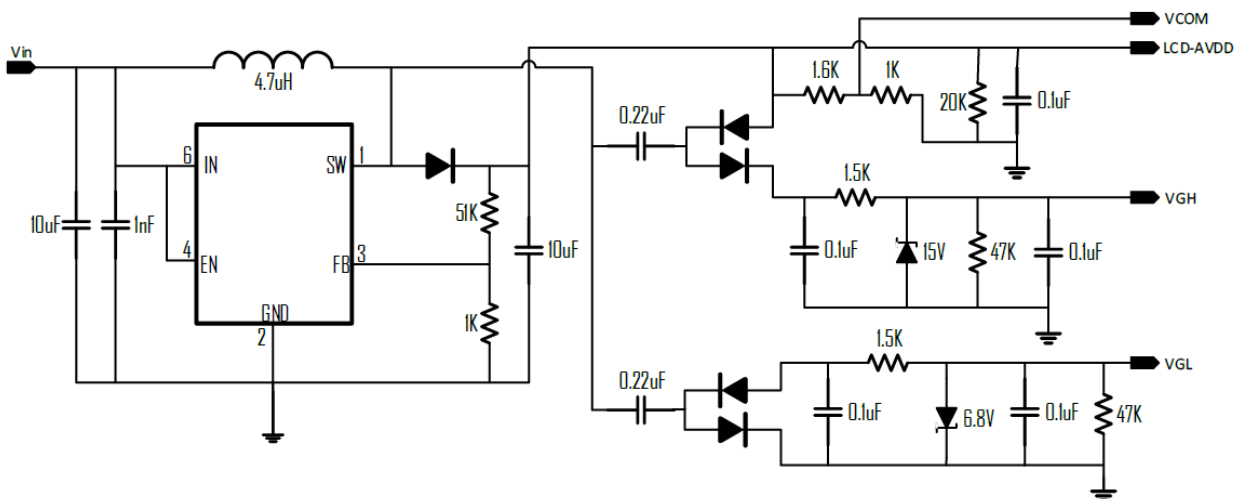 VCOM
Vin
LCD-AVDD
4.7uH
1.6K
1K
0.22uF
20K
0.1uF
6
IN
SW
1
1.5K
VGH
51K
10uF
1nF
4
EN
FB
3
10uF
0.1uF
15V
47K
0.1uF
GND
2
1K
1.5K
VGL
0.22uF
0.1uF
6.8V
0.1uF
47K